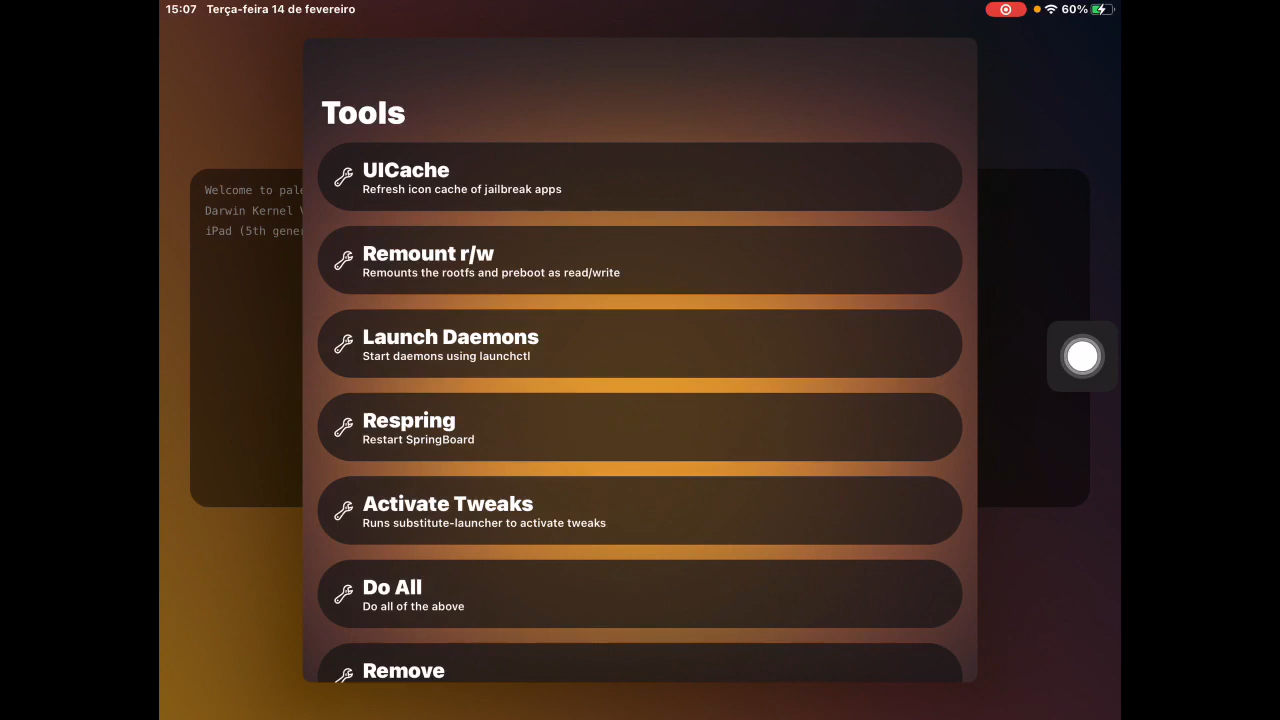 15:07 Terça-feira 14 de fevereiro 60%
Tools
UICache
Refresh icon cache of jailbreak apps
Welcome to
Darwin Kernel
iPad (5th
Remount r/w
Remounts the rootfs and preboot as read/write
Launch Daemons
Start daemons using launchctl
Respring
Restart SpringBoard
Activate Tweaks
Runs substitute-launcher to activate tweaks
Do All
Do all of the above
Remove